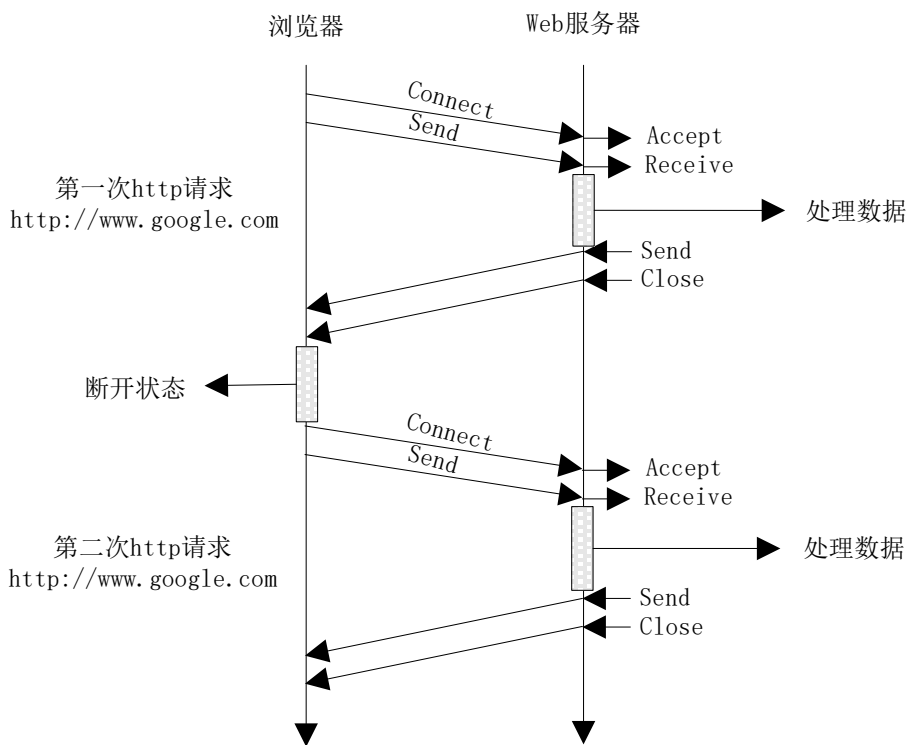 浏览器
Web服务器
Connect
Send
Accept
Receive
第一次http请求
http://www.google.com
处理数据
Send
Close
断开状态
Connect
Send
Accept
Receive
第二次http请求
http://www.google.com
处理数据
Send
Close